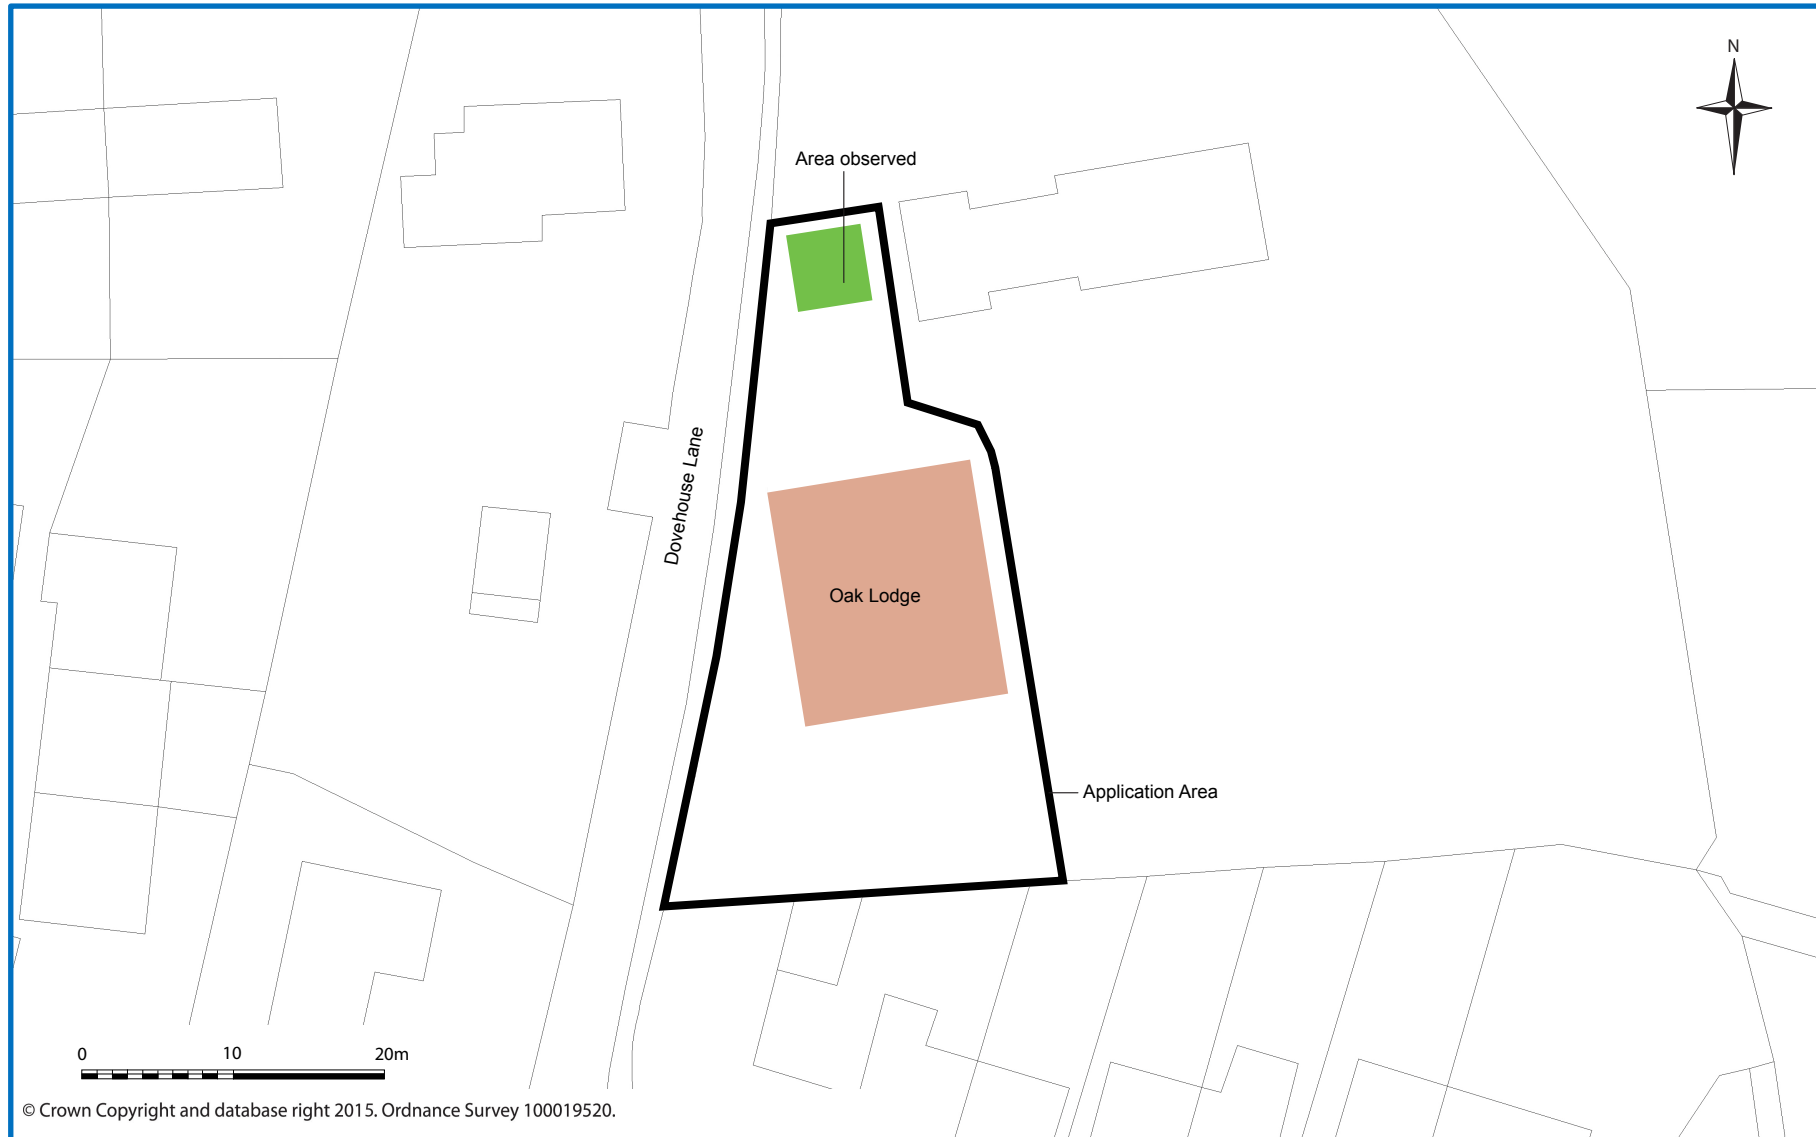 N
Area observed
Dovehouse Lane
Oak Lodge
Application Area
0 10 20m
© Crown Copyright and database right 2015. Ordnance Survey 100019520.